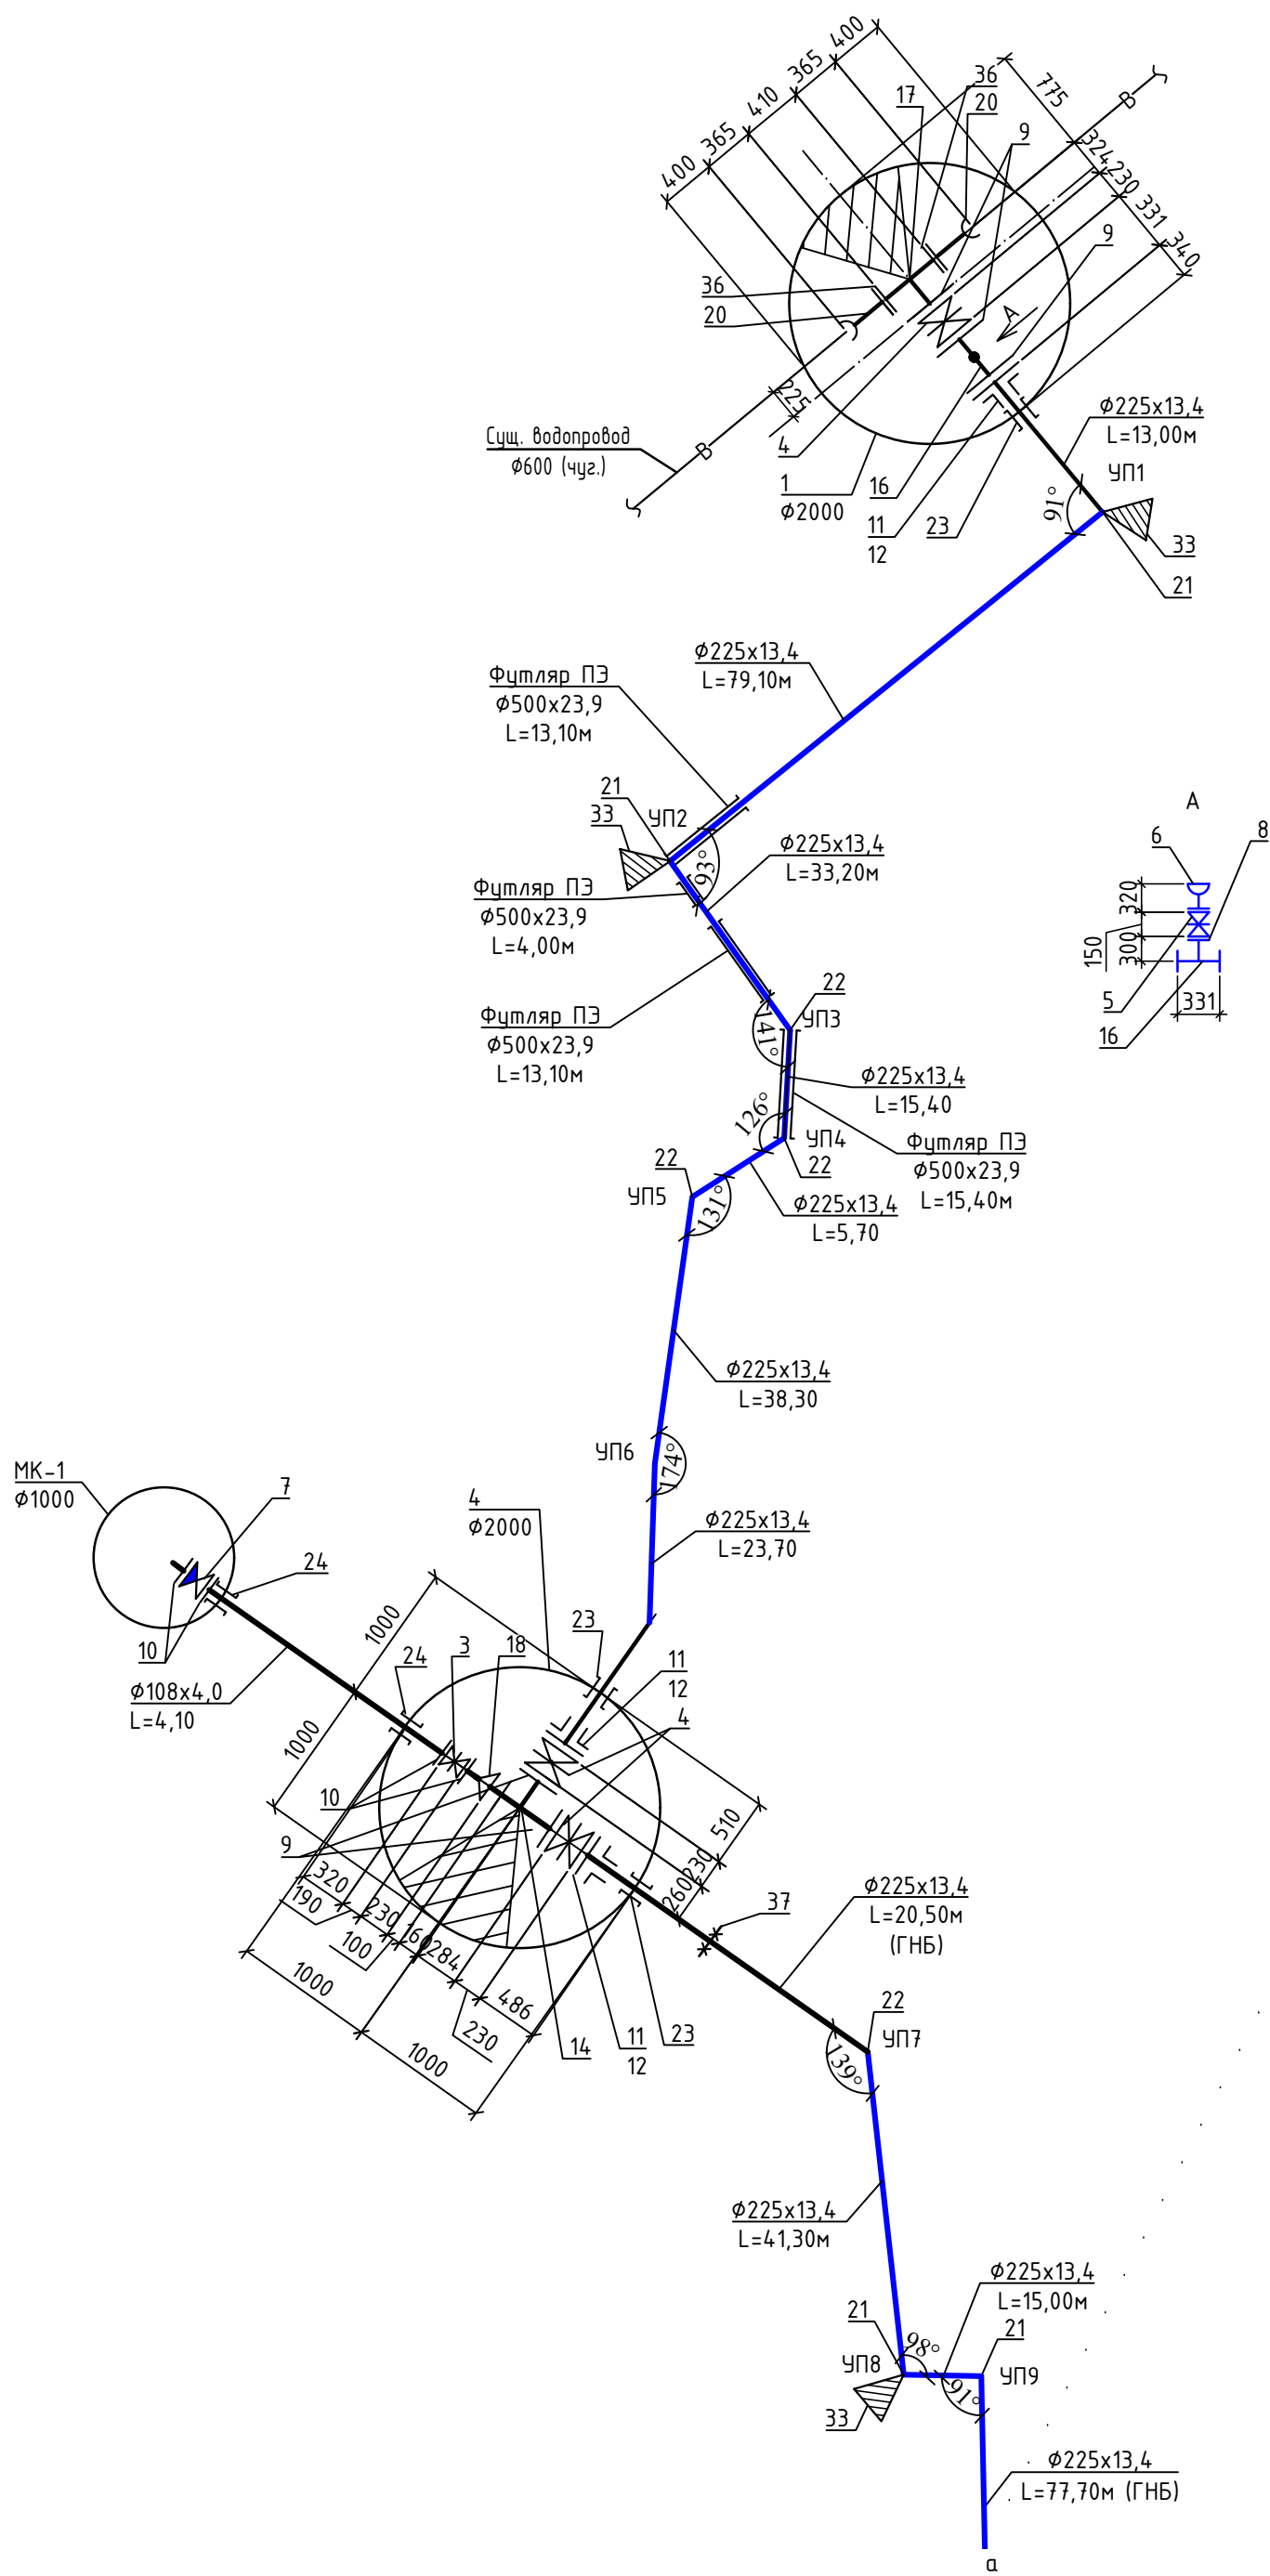 400
365
410
365
400
17
36
20
9
775
В
324
230
331
340
9
36
20
А
225
В
Сущ. водопровод
Ф600 (чуг.)
4
1
Ф2000
16
11
12
23
Ф225х13,4
L=13,00м
УП1
91°
33
21
Ф225х13,4
L=79,10м
Футляр ПЭ
Ф500х23,9
L=13,10м
21
33
УП2
93°
Ф225х13,4
L=33,20м
Футляр ПЭ
Ф500х23,9
L=4,00м
А
6
8
320
150
300
5
331
16
Футляр ПЭ
Ф500х23,9
L=13,10м
22
УП3
141°
Ф225х13,4
L=15,40
126°
УП4
22
Футляр ПЭ
Ф500х23,9
L=15,40м
22
УП5
131°
Ф225х13,4
L=5,70
Ф225х13,4
L=38,30
УП6
174°
МК-1
Ф1000
7
4
Ф2000
Ф225х13,4
L=23,70
24
10
Ф108х4,0
L=4,10
1000
1000
24
3
18
23
11
12
4
10
9
510
230
260
320
190
230
100
160
284
486
230
1000
1000
14
11
12
23
37
Ф225х13,4
L=20,50м
(ГНБ)
22
УП7
139°
Ф225х13,4
L=41,30м
Ф225х13,4
L=15,00м
21
98°
21
УП8
УП9
91°
33
Ф225х13,4
L=77,70м (ГНБ)
а